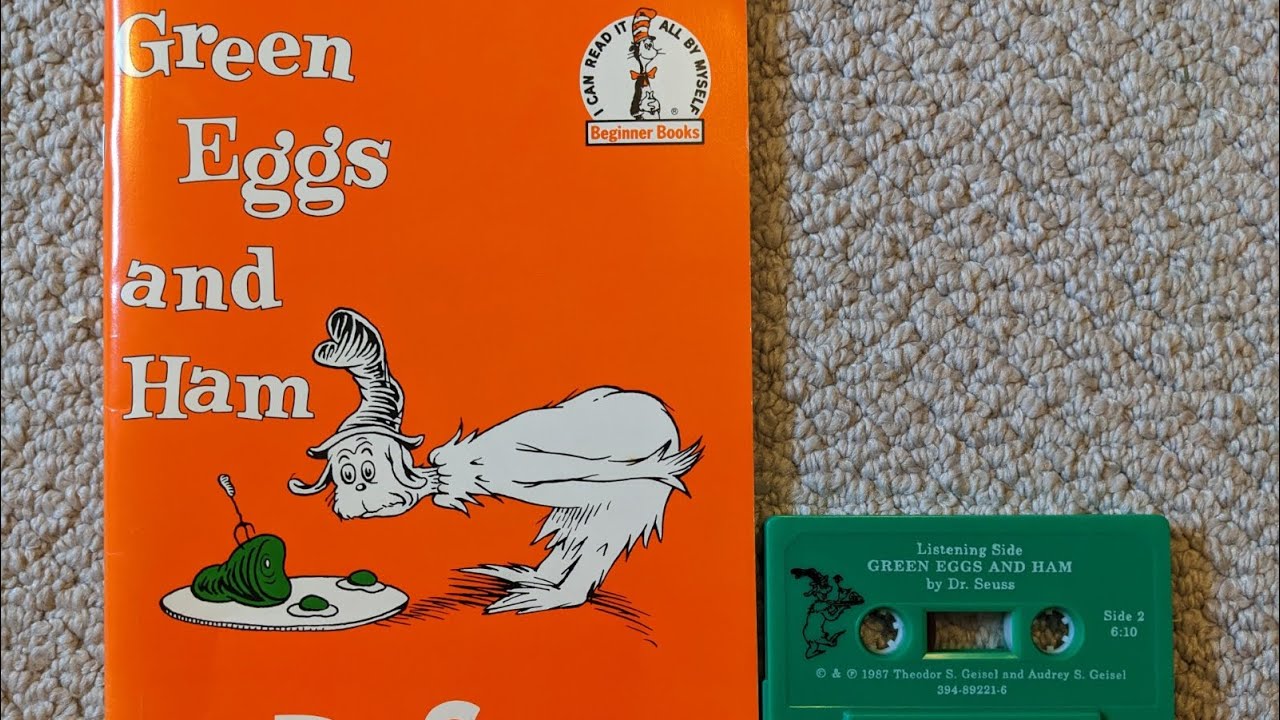 Green
Eggs
and
Ham
I CAN READ IT ALL BY MYSELF
®
Beginner Books
Listening Side
GREEN EGGS AND HAM
by Dr. Seuss
Side 2
6:10
© & ℗ 1987 Theodor S. Geisel and Audrey S. Geisel
394-89221-6